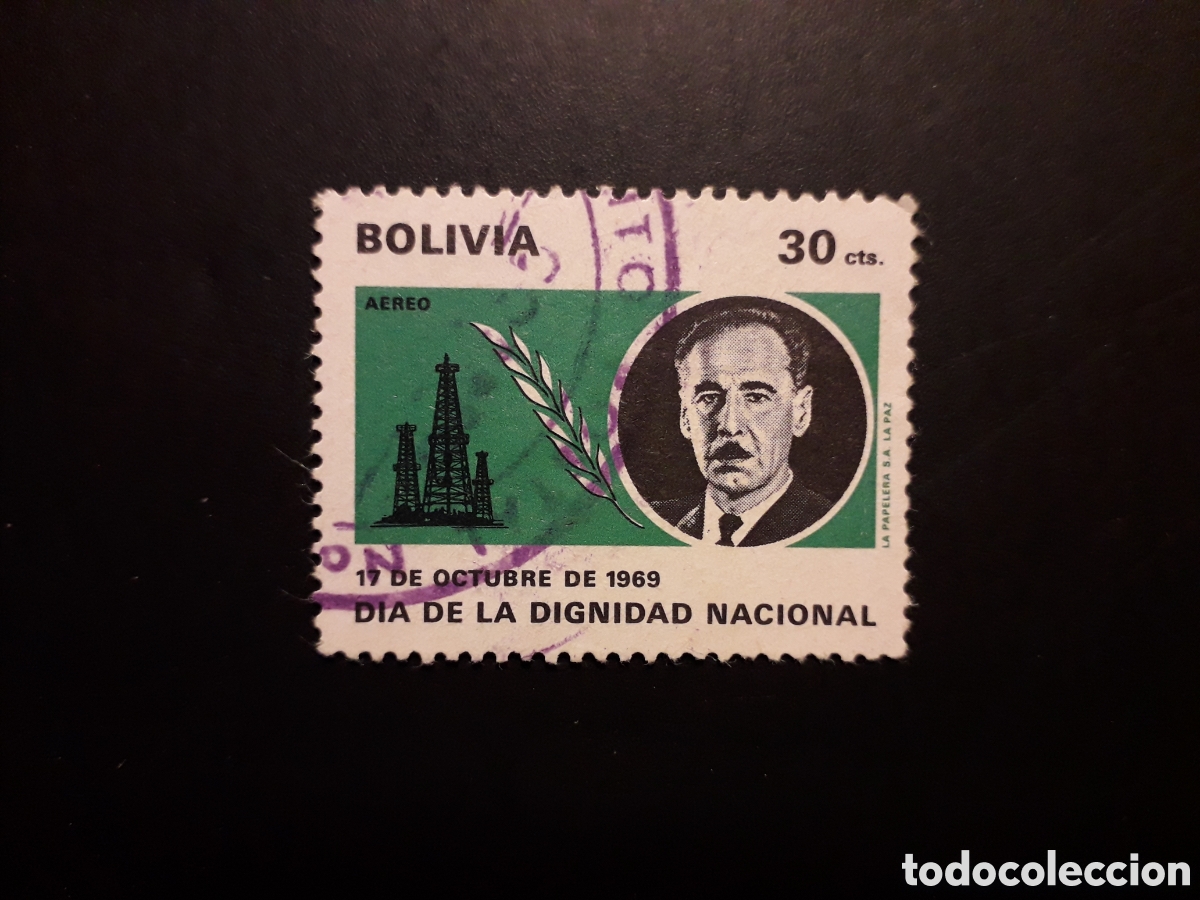 BOLIVIA
30 cts.
AEREO
LA PAPELERA S.A. LA PAZ
17 DE OCTUBRE DE 1969
DIA DE LA DIGNIDAD NACIONAL
todocoleccion